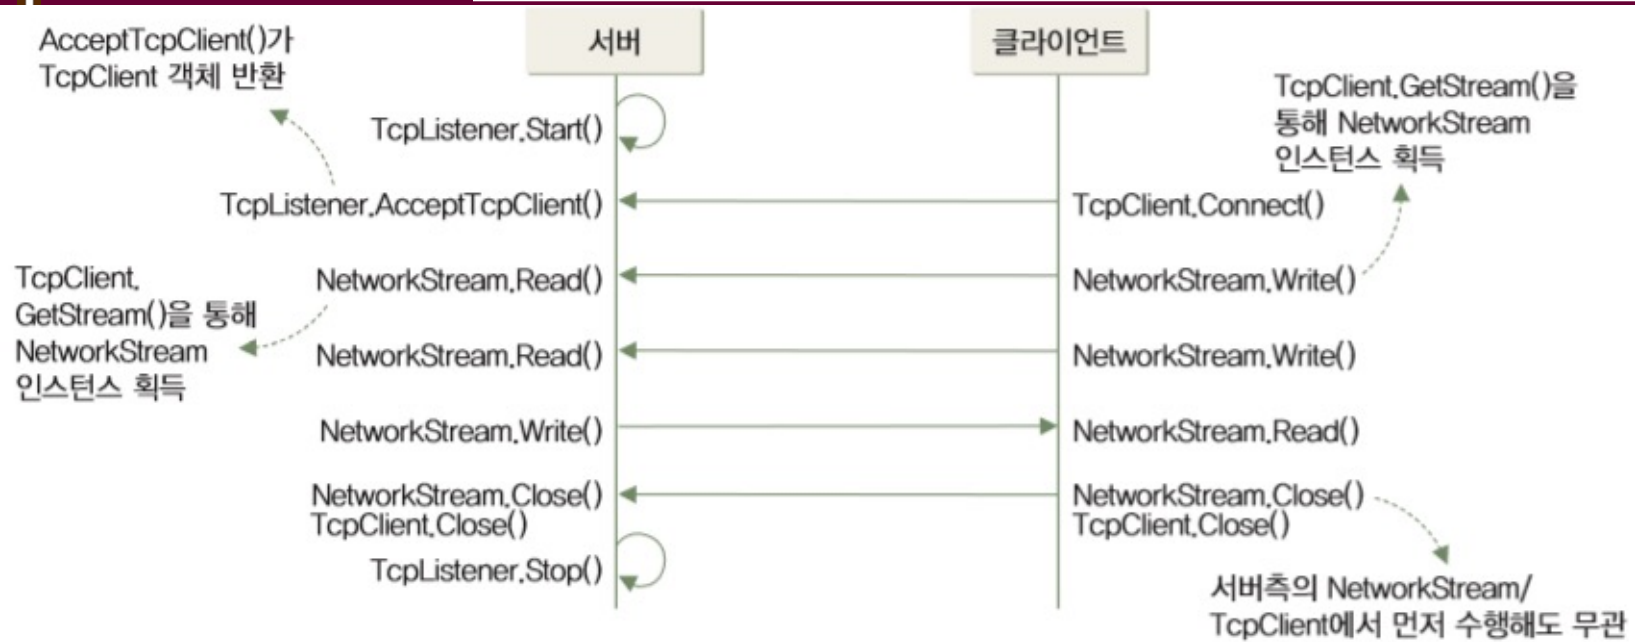 AcceptTcpClient()가
TcpClient 객체 반환
서버
클라이언트
TcpClient.GetStream()을
통해 NetworkStream
인스턴스 획득
TcpListener.Start()
TcpListener.AcceptTcpClient()
TcpClient.Connect()
TcpClient.
GetStream()을 통해
NetworkStream
인스턴스 획득
NetworkStream.Read()
NetworkStream.Write()
NetworkStream.Read()
NetworkStream.Write()
NetworkStream.Write()
NetworkStream.Read()
NetworkStream.Close()
TcpClient.Close()
NetworkStream.Close()
TcpClient.Close()
TcpListener.Stop()
서버측의 NetworkStream/
TcpClient에서 먼저 수행해도 무관